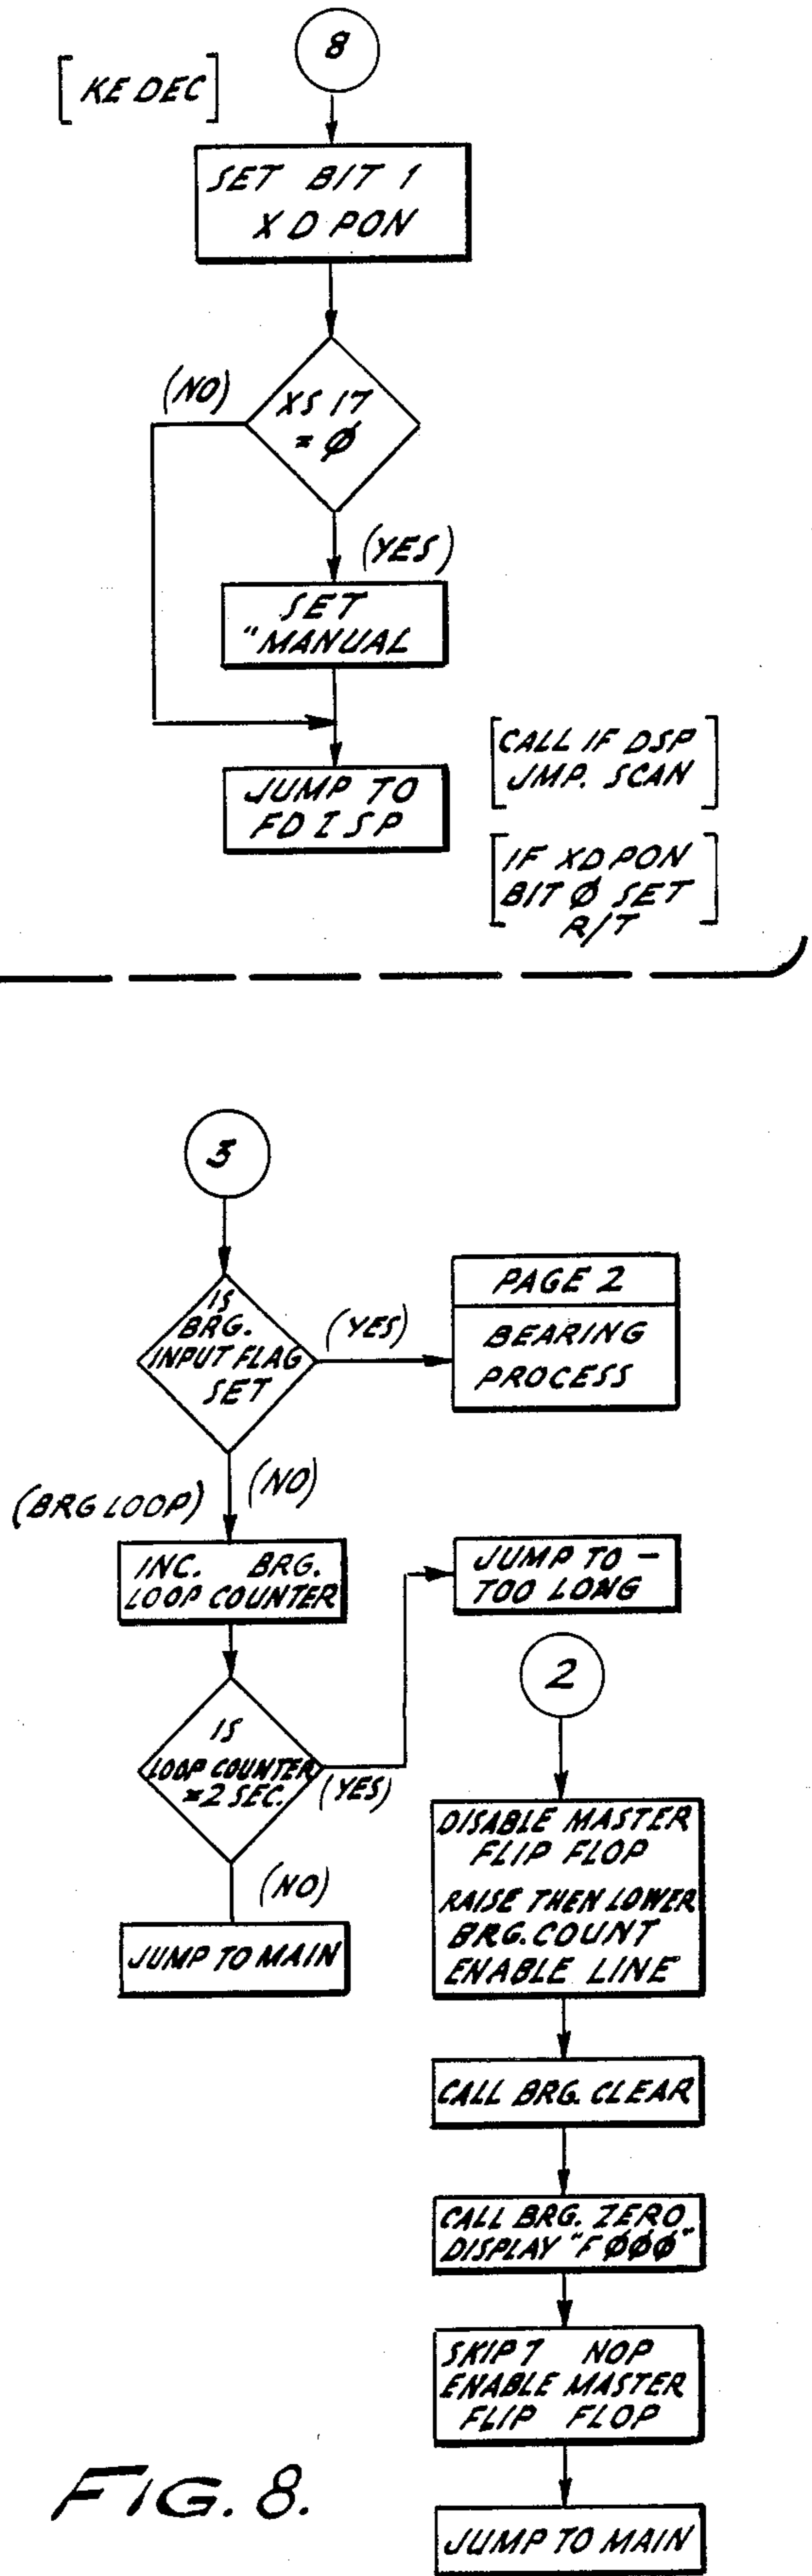 8
[KE DEC]
SET BIT 1
XD PON
(NO)
XS 17
= Ø
(YES)
SET
"MANUAL
JUMP TO
FDISP
[CALL IF DSP
JMP. SCAN]
[IF XD PON
BIT Ø SET
R/T]
3
IS
BRG.
INPUT FLAG
SET
(YES)
PAGE 2
BEARING
PROCESS
(NO)
(BRG LOOP)
INC. BRG.
LOOP COUNTER
JUMP TO -
TOO LONG
IS
LOOP COUNTER
=2 SEC.
(YES)
(NO)
JUMP TO MAIN
2
DISABLE MASTER
FLIP FLOP
RAISE THEN LOWER
BRG. COUNT
ENABLE LINE
CALL BRG. CLEAR
CALL BRG. ZERO
DISPLAY "FØØØ"
SKIP 7 NOP
ENABLE MASTER
FLIP FLOP
JUMP TO MAIN
FIG. 8.